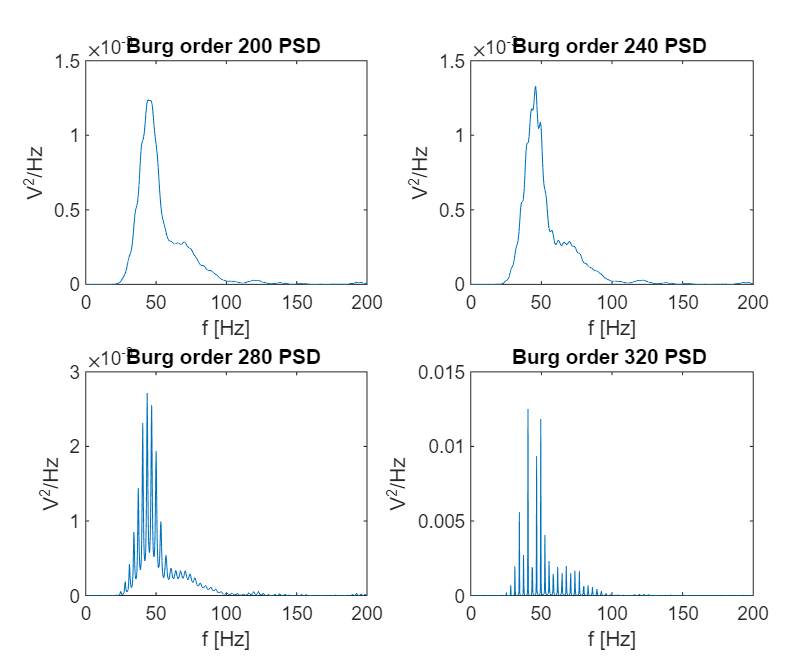 ×10
Burg order 200 PSD
1.5
1
0.5
0
V²/Hz
0 50 100 150 200
f [Hz]
×10
Burg order 240 PSD
1.5
1
0.5
0
V²/Hz
0 50 100 150 200
f [Hz]
×10
Burg order 280 PSD
3
2
1
0
V²/Hz
0 50 100 150 200
f [Hz]
Burg order 320 PSD
0.015
0.01
0.005
0
V²/Hz
0 50 100 150 200
f [Hz]